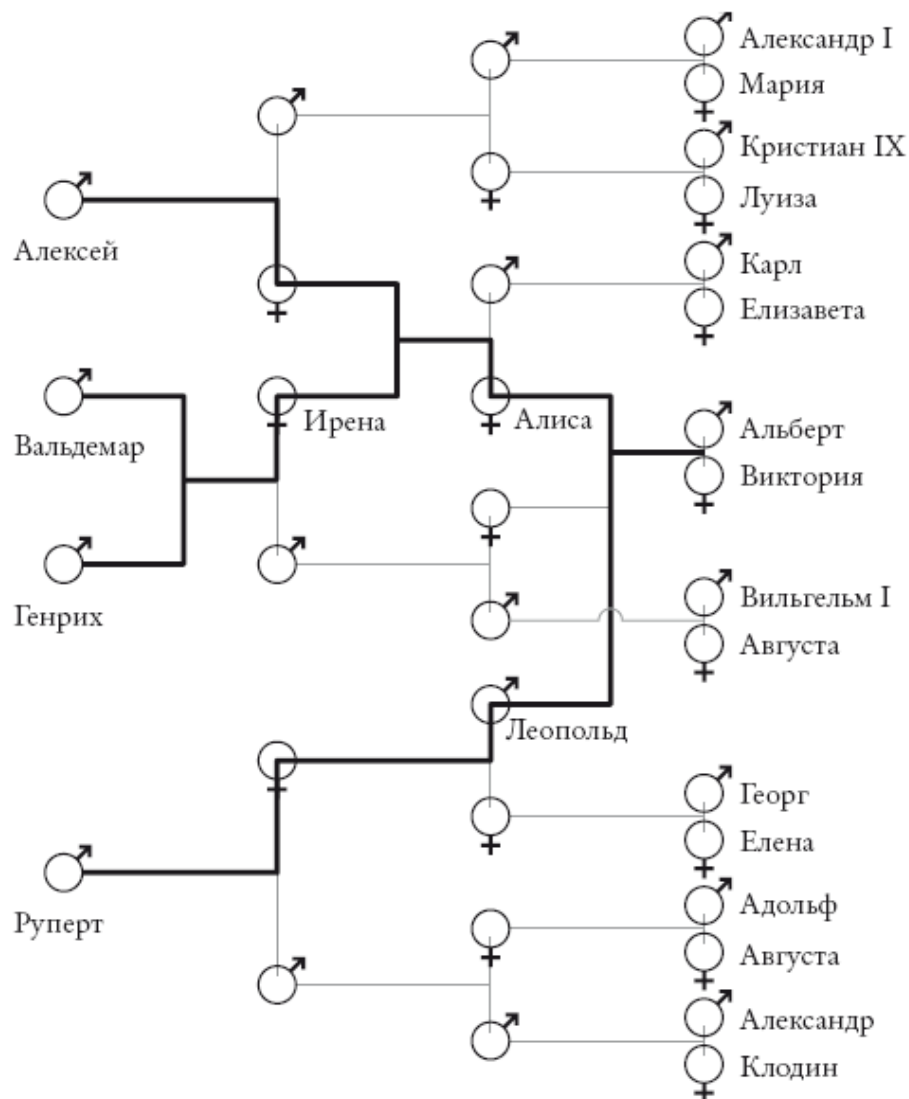 Александр I
Мария
Кристиан IX
Луиза
Алексей
Карл
Елизавета
Вальдемар
Ирена
Алиса
Альберт
Виктория
Генрих
Вильгельм I
Августа
Леопольд
Георг
Елена
Руперт
Адольф
Августа
Александр
Клодин